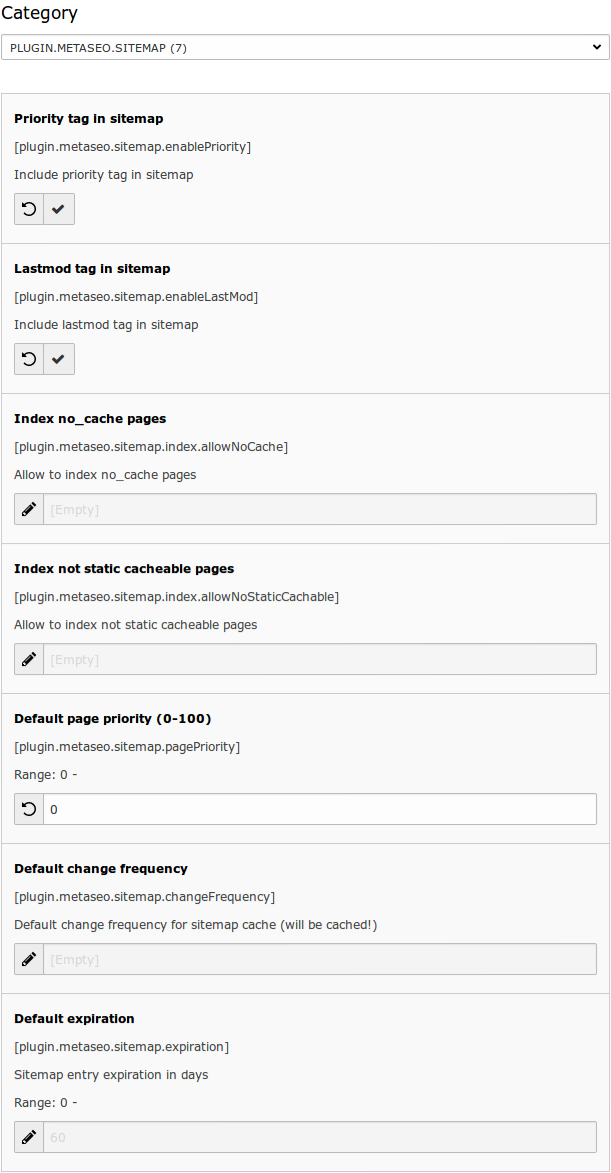 Category
PLUGIN.METASEO.SITEMAP (7)
Priority tag in sitemap
[plugin.metaseo.sitemap.enablePriority]
Include priority tag in sitemap
Lastmod tag in sitemap
[plugin.metaseo.sitemap.enableLastMod]
Include lastmod tag in sitemap
Index no_cache pages
[plugin.metaseo.sitemap.index.allowNoCache]
Allow to index no_cache pages
[Empty]
Index not static cacheable pages
[plugin.metaseo.sitemap.index.allowNoStaticCachable]
Allow to index not static cacheable pages
[Empty]
Default page priority (0-100)
[plugin.metaseo.sitemap.pagePriority]
Range: 0 -
0
Default change frequency
[plugin.metaseo.sitemap.changeFrequency]
Default change frequency for sitemap cache (will be cached!)
[Empty]
Default expiration
[plugin.metaseo.sitemap.expiration]
Sitemap entry expiration in days
Range: 0 -
60